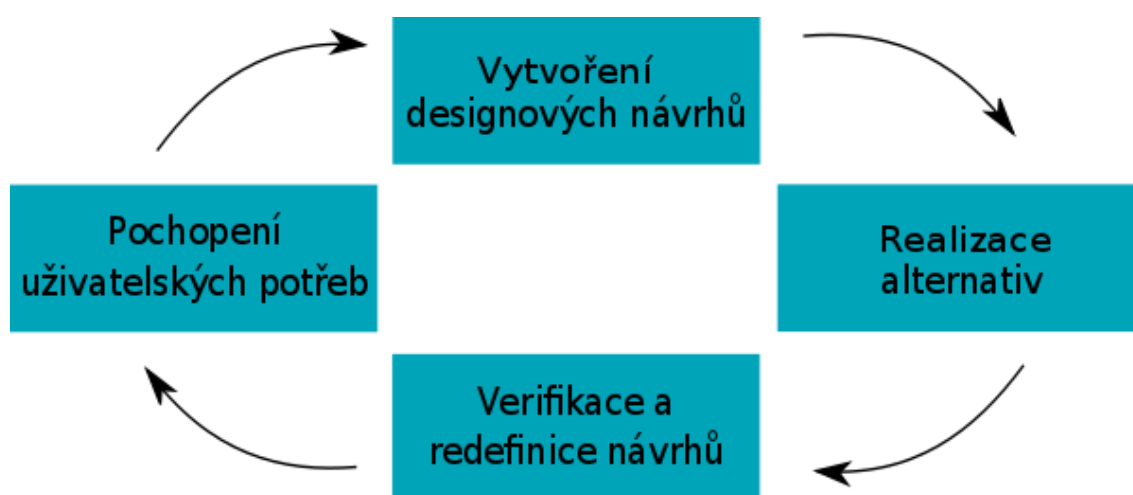 Vytvoření
designových návrhů
Pochopení
uživatelských potřeb
Realizace
alternativ
Verifikace a
redefinice návrhů